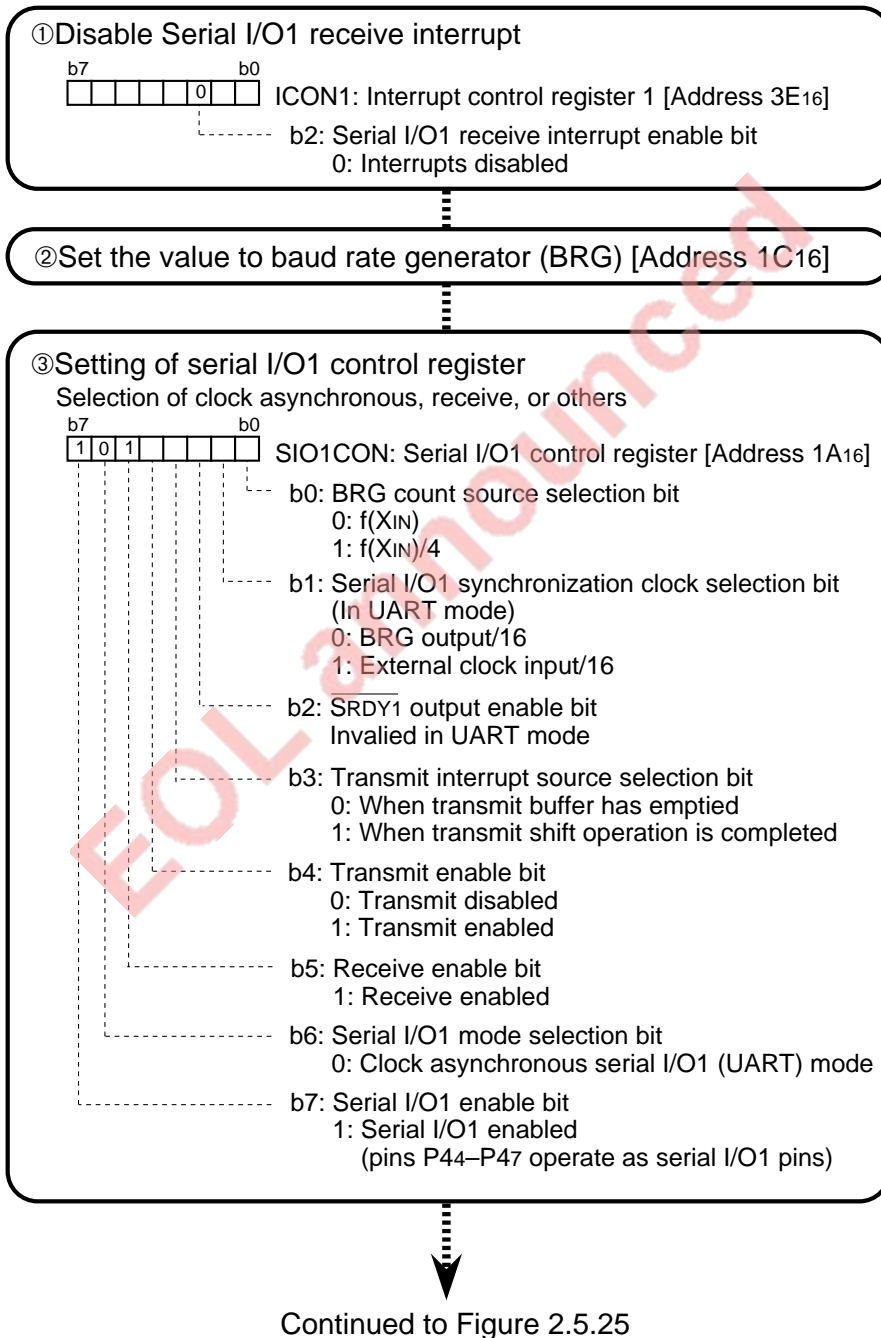 ①Disable Serial I/O1 receive interrupt
b7 b0
0 ICON1: Interrupt control register 1 [Address 3E16]
b2: Serial I/O1 receive interrupt enable bit
0: Interrupts disabled
②Set the value to baud rate generator (BRG) [Address 1C16]
③Setting of serial I/O1 control register
Selection of clock asynchronous, receive, or others
b7 b0
1 0 1 SIO1CON: Serial I/O1 control register [Address 1A16]
b0: BRG count source selection bit
0: f(XIN)
1: f(XIN)/4
b1: Serial I/O1 synchronization clock selection bit
(In UART mode)
0: BRG output/16
1: External clock input/16
b2: SRDY1 output enable bit
Invalied in UART mode
b3: Transmit interrupt source selection bit
0: When transmit buffer has emptied
1: When transmit shift operation is completed
b4: Transmit enable bit
0: Transmit disabled
1: Transmit enabled
b5: Receive enable bit
1: Receive enabled
b6: Serial I/O1 mode selection bit
0: Clock asynchronous serial I/O1 (UART) mode
b7: Serial I/O1 enable bit
1: Serial I/O1 enabled
(pins P44–P47 operate as serial I/O1 pins)
Continued to Figure 2.5.25
EOL announced